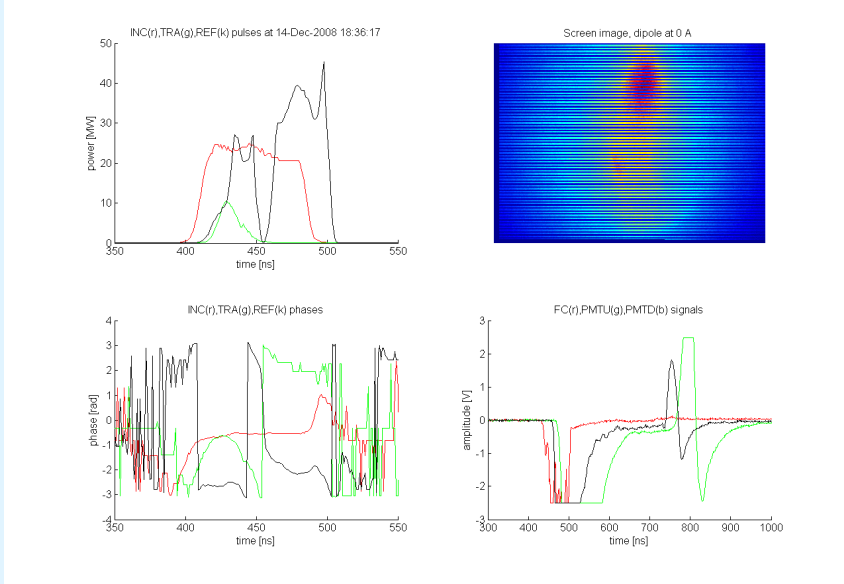 INC(r),TRA(g),REF(k) pulses at 14-Dec-2008 18:36:17
50
40
30
20
10
0
power [MW]
350 400 450 500 550
time [ns]
Screen image, dipole at 0 A
INC(r),TRA(g),REF(k) phases
4
3
2
1
0
-1
-2
-3
-4
phase [rad]
350 400 450 500 550
time [ns]
FC(r),PMTU(g),PMTD(b) signals
3
2
1
0
-1
-2
-3
amplitude [V]
300 400 500 600 700 800 900 1000
time [ns]